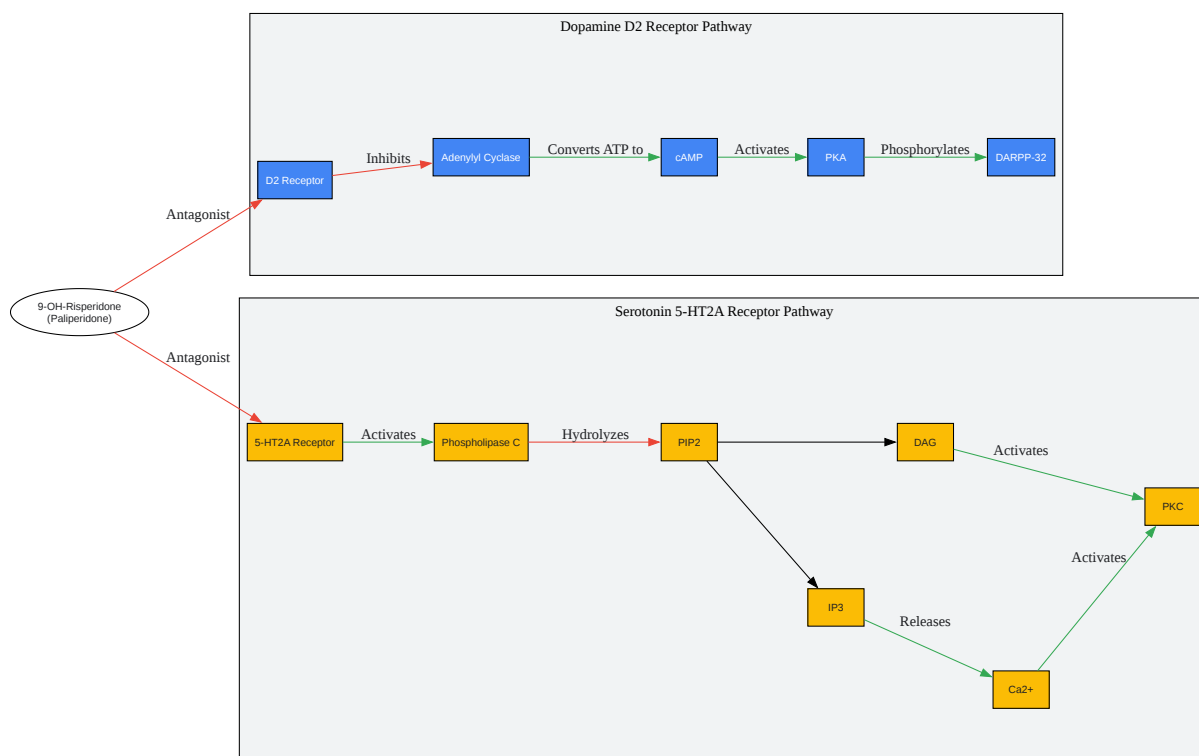 Dopamine D2 Receptor Pathway
Inhibits
Adenylyl Cyclase
Converts ATP to
cAMP
Activates
PKA
Phosphorylates
DARPP-32
D2 Receptor
Antagonist
9-OH-Risperidone
(Paliperidone)
Serotonin 5-HT2A Receptor Pathway
Antagonist
5-HT2A Receptor
Activates
Phospholipase C
Hydrolyzes
PIP2
DAG
Activates
PKC
Activates
IP3
Releases
Ca2+